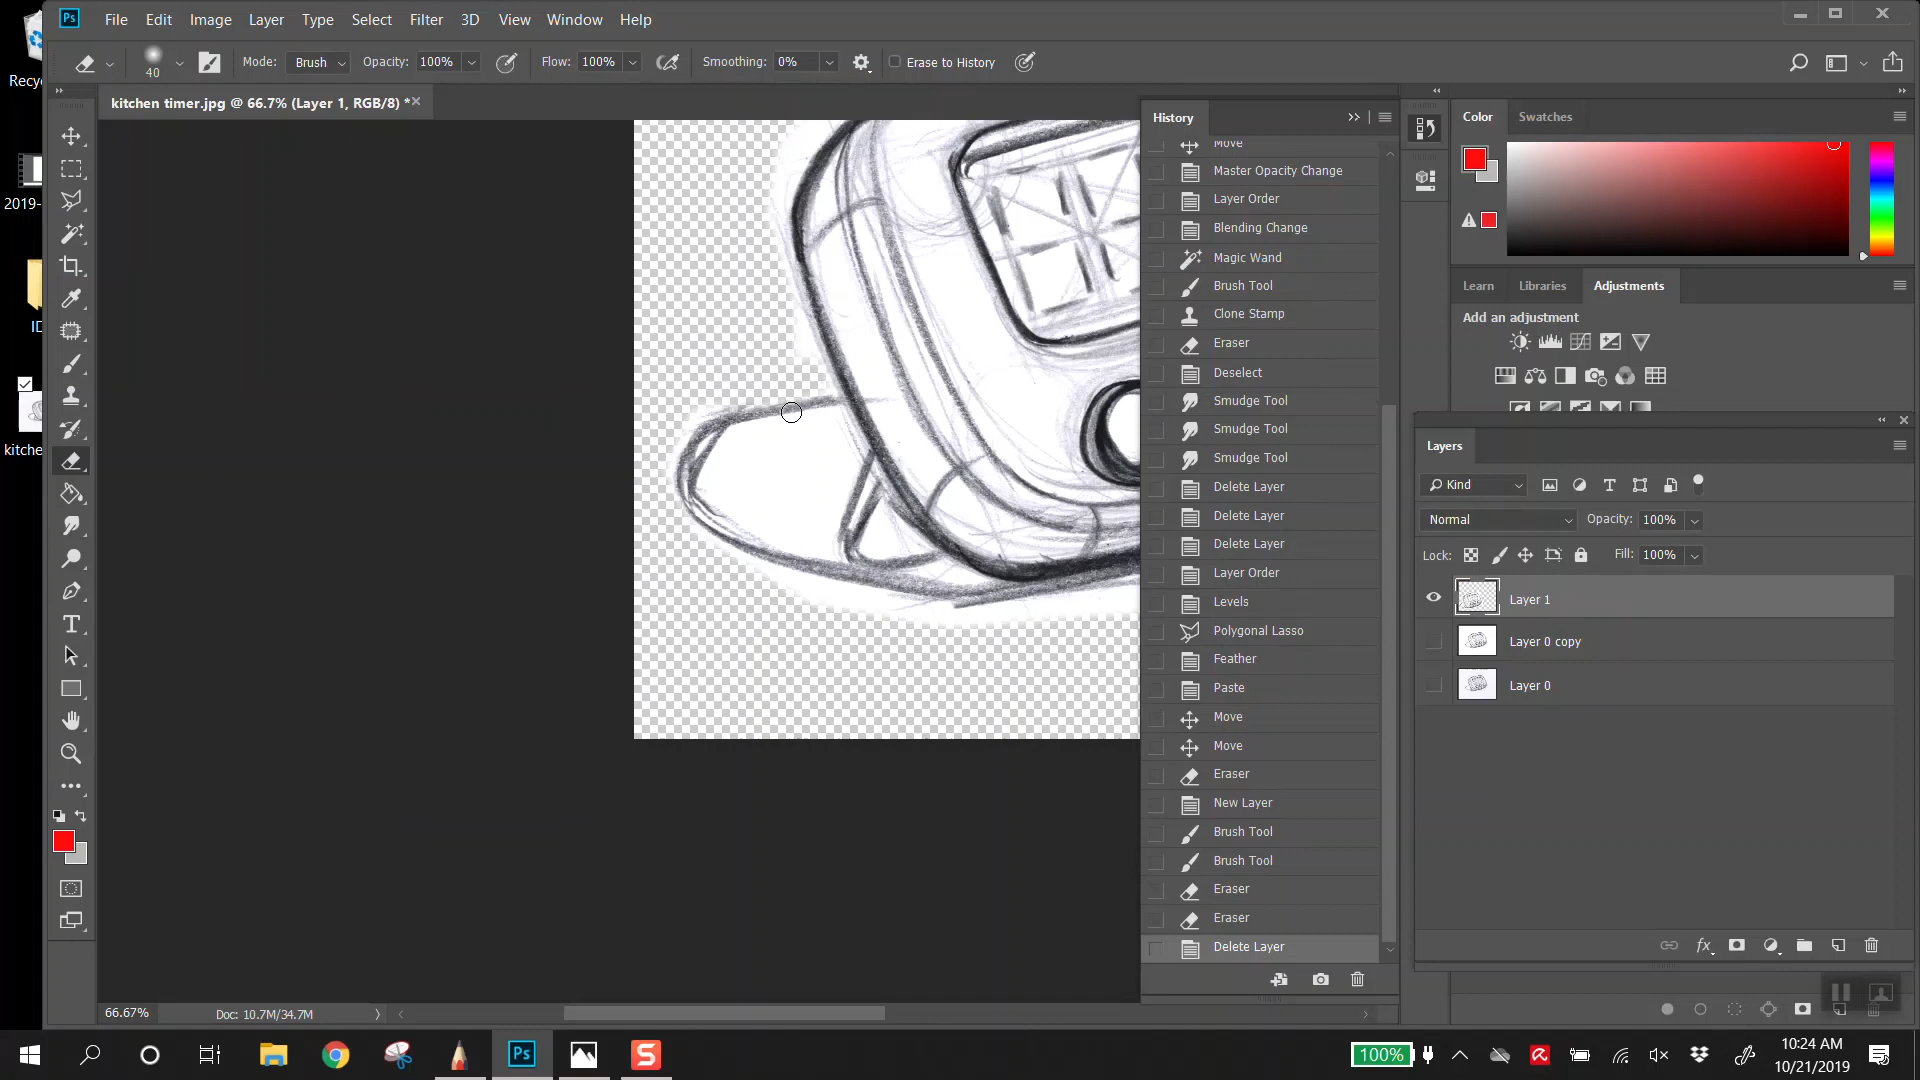 Ps File Edit Image Layer Type Select Filter 3D View Window Help
40 Mode: Brush Opacity: 100% Flow: 100% Smoothing: 0% Erase to History
kitchen timer.jpg @ 66.7% (Layer 1, RGB/8) *
Recyc
2019-
ID
kitche
History
Move
Master Opacity Change
Layer Order
Blending Change
Magic Wand
Brush Tool
Clone Stamp
Eraser
Deselect
Smudge Tool
Smudge Tool
Smudge Tool
Delete Layer
Delete Layer
Delete Layer
Layer Order
Levels
Polygonal Lasso
Feather
Paste
Move
Move
Eraser
New Layer
Brush Tool
Brush Tool
Eraser
Eraser
Delete Layer
Color Swatches
Learn Libraries Adjustments
Add an adjustment
Layers
Kind
Normal Opacity: 100%
Lock: Fill: 100%
Layer 1
Layer 0 copy
Layer 0
fx
66.67% Doc: 10.7M/34.7M
Ps S 100% 10:24 AM
10/21/2019